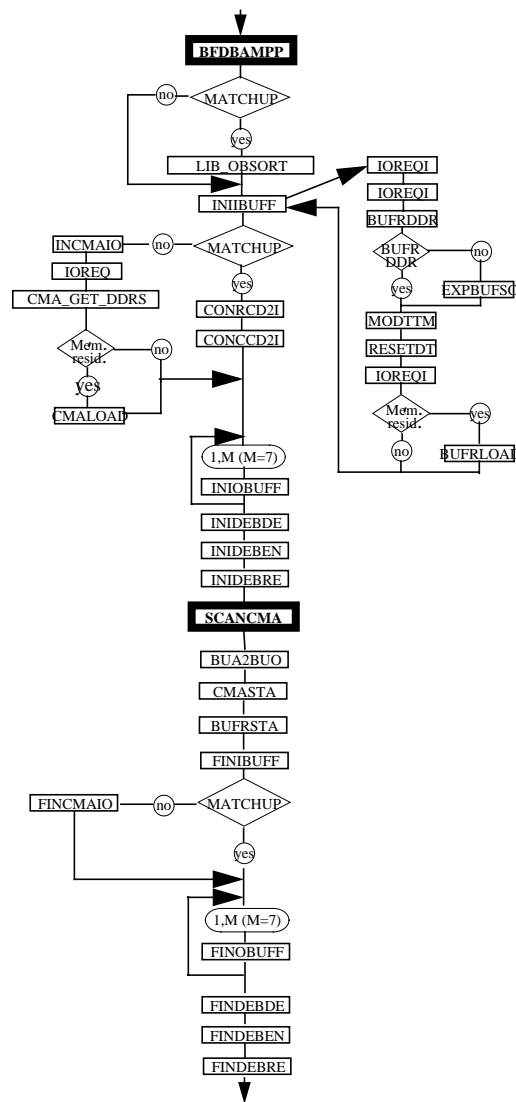 BFDBAMPP
no
MATCHUP
yes
LIB_OBSORT
INIIBUFF
IOREQI
IOREQI
BUFRDDR
BUFR
DDR
no
EXPBUFSC
yes
MODTTM
RESETDT
IOREQI
Mem.
resid.
yes
no
BUFRLOAD
INCMAIO
no
MATCHUP
IOREQ
yes
CMA_GET_DDRS
CONRCD2I
CONCCD2I
Mem.
resid.
no
yes
CMALOAD
1,M (M=7)
INIOBUFF
INIDEBDE
INIDEBEN
INIDEBRE
SCANCMA
BUA2BUO
CMASTA
BUFRSTA
FINIBUFF
FINCMAIO
no
MATCHUP
yes
1,M (M=7)
FINOBUFF
FINDEBDE
FINDEBEN
FINDEBRE